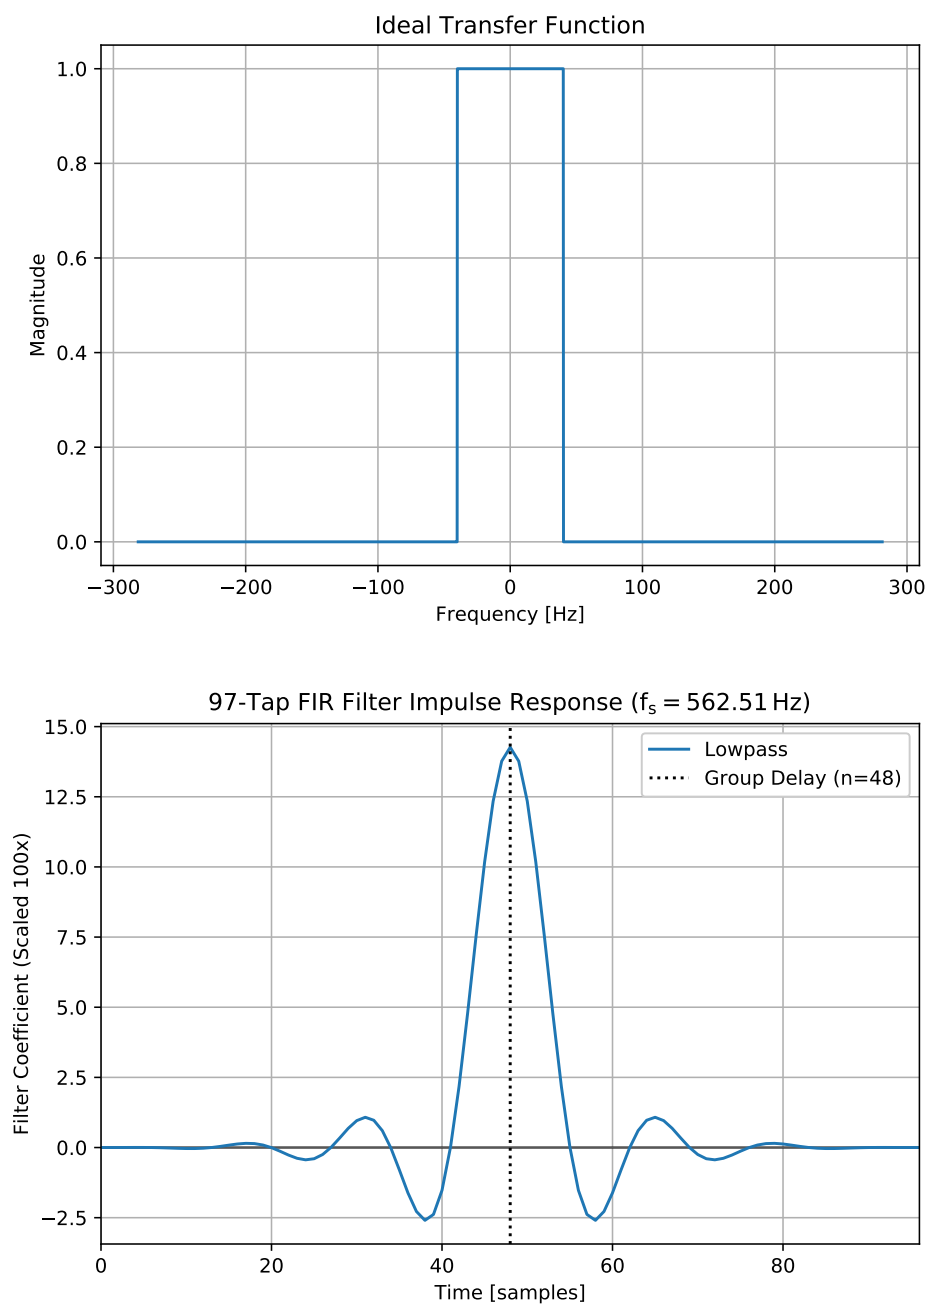 Ideal Transfer Function
1.0
0.8
0.6
0.4
0.2
0.0
Magnitude
−300 −200 −100 0 100 200 300
Frequency [Hz]
97-Tap FIR Filter Impulse Response (fₛ = 562.51 Hz)
15.0
12.5
10.0
7.5
5.0
2.5
0.0
−2.5
Filter Coefficient (Scaled 100x)
Lowpass
Group Delay (n=48)
0 20 40 60 80
Time [samples]